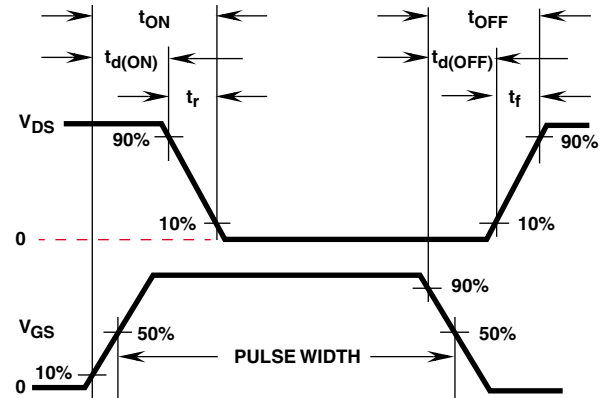 tON tOFF
td(ON) td(OFF)
tr tf
VDS
90% 90%
10% 10%
0
90%
VGS 50% 50%
PULSE WIDTH
10%
0